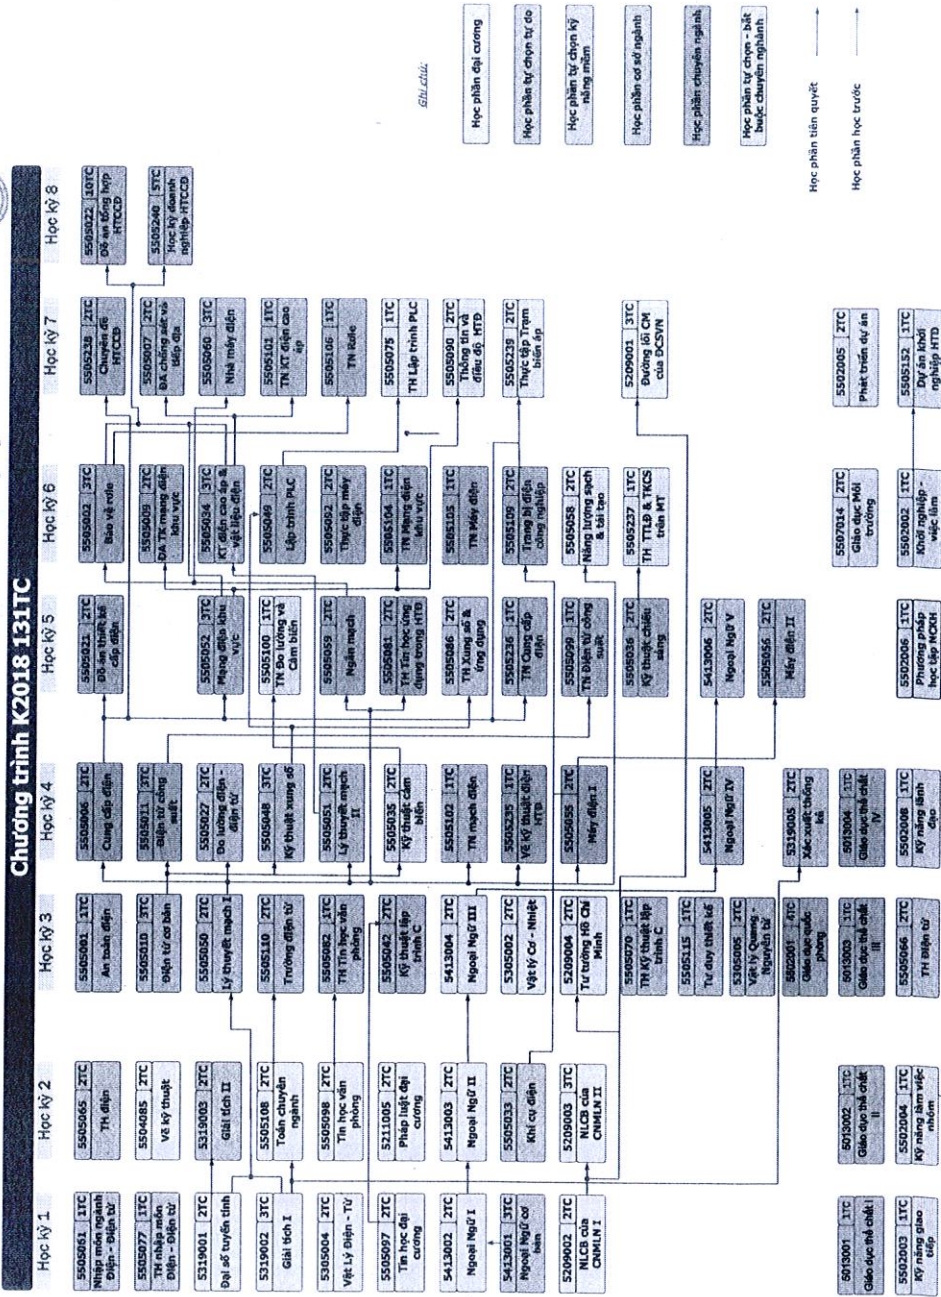 Chương trình K2018 131TC
Học kỳ 1
5505061 1TC
Nhập môn ngành
Điện - Điện tử
5505077 1TC
TH nhập môn
Điện - Điện tử
5319001 2TC
Đại số tuyến tính
5319002 3TC
Giải tích I
5305004 2TC
Vật Lý Điện - Từ
5505097 2TC
Tin học đại
cương
5413002 2TC
Ngoại Ngữ I
5413001 3TC
Ngoại Ngữ cơ
bản
5209002 2TC
NLCB của
CNMLN I
5013001 1TC
Giáo dục thể chất I
5502003 1TC
Kỹ năng giao
tiếp
Học kỳ 2
5505065 2TC
TH điện
5504085 2TC
Vẽ kỹ thuật
5319003 2TC
Giải tích II
5505108 2TC
Toán chuyên
ngành
5505098 2TC
Tin học văn
phòng
5211005 2TC
Pháp luật đại
cương
5413003 2TC
Ngoại Ngữ II
5505033 2TC
Khí cụ điện
5209003 3TC
NLCB của
CNMLN II
5013002 1TC
Giáo dục thể chất
II
5502004 1TC
Kỹ năng làm việc
nhóm
Học kỳ 3
5505001 1TC
An toàn điện
5505010 3TC
Điện tử cơ bản
5505050 2TC
Lý thuyết mạch I
5505110 2TC
Trường điện từ
5505082 1TC
TH Tin học văn
phòng
5505042 2TC
Kỹ thuật lập
trình C
5413004 2TC
Ngoại Ngữ III
5305002 2TC
Vật lý Cơ - Nhiệt
5209004 2TC
Tư tưởng Hồ Chí
Minh
5505070 1TC
TH Kỹ thuật lập
trình C
5505115 1TC
Tư duy thiết kế
5305005 2TC
Vật lý Quang -
Nguyên tử
5502001 4TC
Giáo dục quốc
phòng
5013003 1TC
Giáo dục thể chất
III
5505066 2TC
TH Điện tử
Học kỳ 4
5505006 2TC
Cung cấp điện
5505011 3TC
Điện tử công
suất
5505027 2TC
Đo lường điện -
điện tử
5505048 3TC
Kỹ thuật xung số
5505051 2TC
Lý thuyết mạch
II
5505035 2TC
Kỹ thuật cảm
biến
5505102 1TC
TN mạch điện
5505235 1TC
Vẽ Kỹ thuật điện
HTĐ
5505055 2TC
Máy điện I
5413005 2TC
Ngoại Ngữ IV
5319005 2TC
Xác xuất thống
kê
5013004 1TC
Giáo dục thể chất
IV
5502008 1TC
Kỹ năng lãnh
đạo
Học kỳ 5
5505021 2TC
Đồ án thiết kế
cấp điện
5505052 3TC
Mạng điện khu
vực
5505100 1TC
TN Đo lường và
Cảm biến
5505059 2TC
Ngắn mạch
5505081 2TC
TH Tin học ứng
dụng trong HTĐ
5505086 2TC
TH Xung số &
ứng dụng
5505236 1TC
TN Cung cấp
điện
5505099 1TC
TN Điện tử công
suất
5505036 2TC
Kỹ thuật chiếu
sáng
5413006 2TC
Ngoại Ngữ V
5505056 2TC
Máy điện II
5502006 1TC
Phương pháp
học tập NCKH
Học kỳ 6
5505002 3TC
Bảo vệ rơle
5505009 2TC
ĐA TK mạng điện
khu vực
5505034 3TC
KT điện cao áp &
vật liệu điện
5505049 2TC
Lập trình PLC
5505052 2TC
Thực tập máy
điện
5505104 1TC
TN Mạng điện
khu vực
5505105 1TC
TN Máy điện
5505109 2TC
Trang bị điện
công nghiệp
5505058 2TC
Năng lượng sạch
& tái tạo
5505237 1TC
TH TTLĐ & TKCS
trên MT
5507014 2TC
Giáo dục Môi
trường
5502002 1TC
Khởi nghiệp -
việc làm
Học kỳ 7
5505238 2TC
Chuyên đề
HTCCĐ
5505007 2TC
ĐA chống sét và
tiếp địa
5505060 3TC
Nhà máy điện
5505101 1TC
TN KT điện cao
áp
5505106 1TC
TN Rơle
5505075 1TC
TH Lập trình PLC
5505090 2TC
Thông tin và
điều độ HTĐ
5505239 2TC
Thực tập Trạm
biến áp
5209001 3TC
Đường lối CM
của ĐCSVN
5502005 2TC
Phát triển dự án
5505152 1TC
Dự án khởi
nghiệp HTĐ
Học kỳ 8
5505022 10TC
Đồ án tổng hợp
HTCCĐ
5505240 5TC
Học kỳ doanh
nghiệp HTCCĐ
Ghi chú:
Học phần đại cương
Học phần tự chọn tự do
Học phần tự chọn kỹ
năng mềm
Học phần cơ sở ngành
Học phần chuyên ngành
Học phần tự chọn - bắt
buộc chuyên nghành
Học phần tiên quyết
Học phần học trước